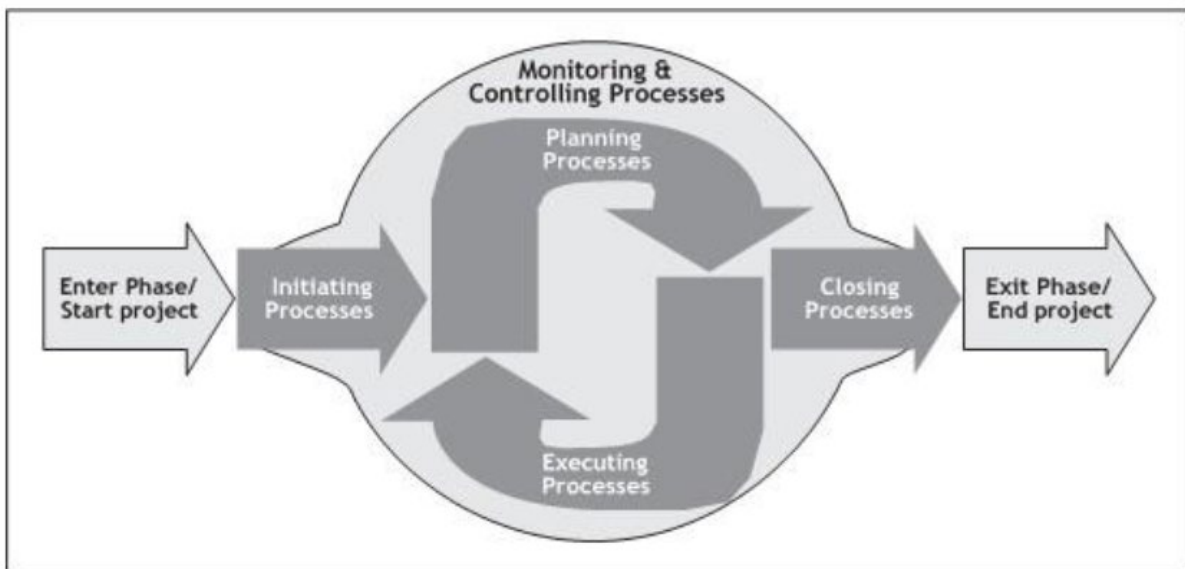 Monitoring &
Controlling Processes
Planning
Processes
Enter Phase/
Start project
Initiating
Processes
Closing
Processes
Exit Phase/
End project
Executing
Processes